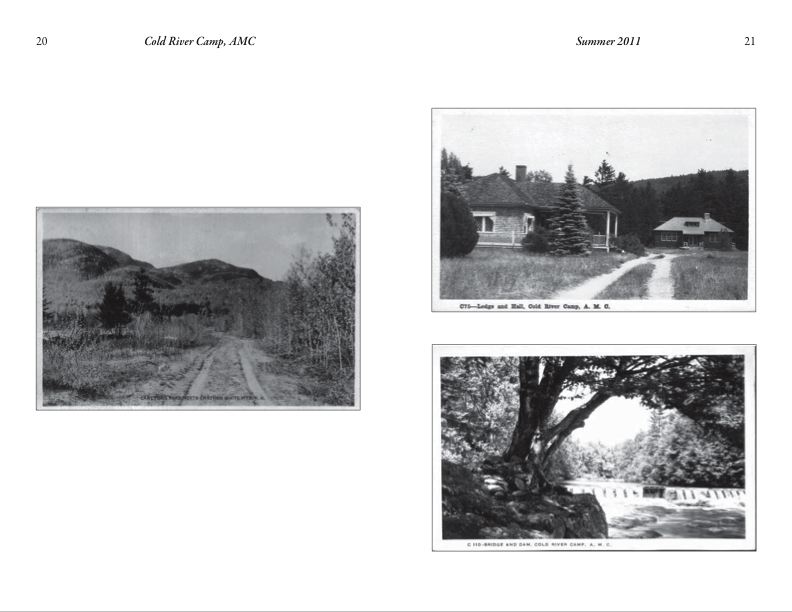 20
Cold River Camp, AMC
Summer 2011
21
C75—Lodge and Hall, Cold River Camp, A. M. C.
C 110-BRIDGE AND DAM, COLD RIVER CAMP, A. M. C.